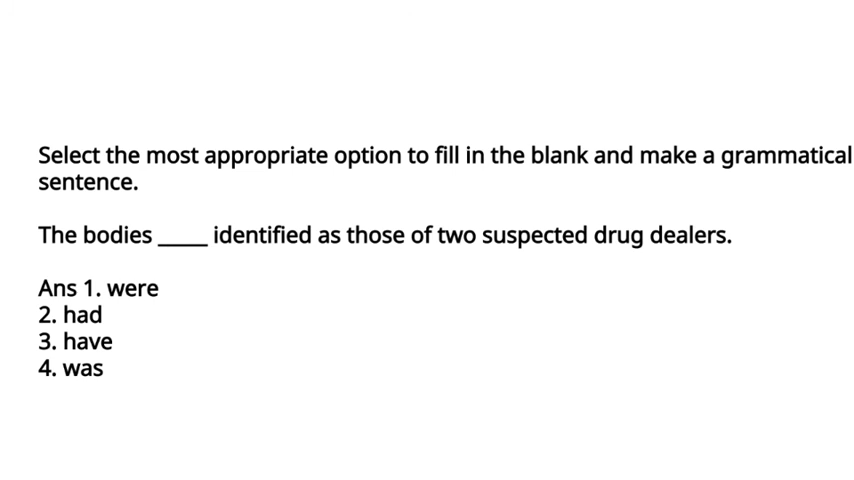 Select the most appropriate option to fill in the blank and make a grammatical
sentence.
The bodies _____ identified as those of two suspected drug dealers.
Ans 1. were
2. had
3. have
4. was